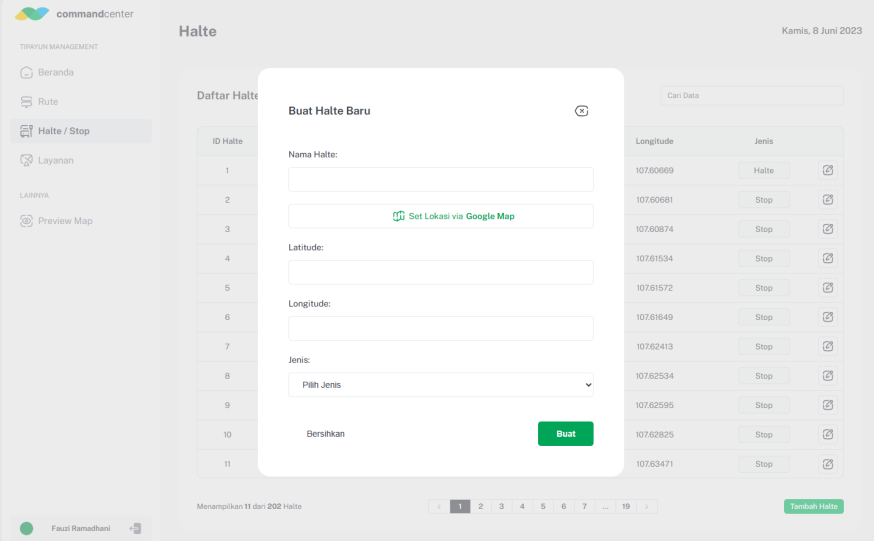 commandcenter
Halte
Kamis, 8 Juni 2023
TIPAYUN MANAGEMENT
Beranda
Rute
Halte / Stop
Layanan
LAINNYA
Preview Map
Daftar Halte
Cari Data
Buat Halte Baru
Nama Halte:
Set Lokasi via Google Map
Latitude:
Longitude:
Jenis:
Pilih Jenis
Bersihkan
Buat
ID Halte Longitude Jenis
1 107.60669 Halte
2 107.60681 Stop
3 107.60874 Stop
4 107.61534 Stop
5 107.61572 Stop
6 107.61649 Stop
7 107.62413 Stop
8 107.62534 Stop
9 107.62595 Stop
10 107.62825 Stop
11 107.63471 Stop
Menampilkan 11 dari 202 Halte
‹ 1 2 3 4 5 6 7 ... 19 ›
Tambah Halte
Fauzi Ramadhani